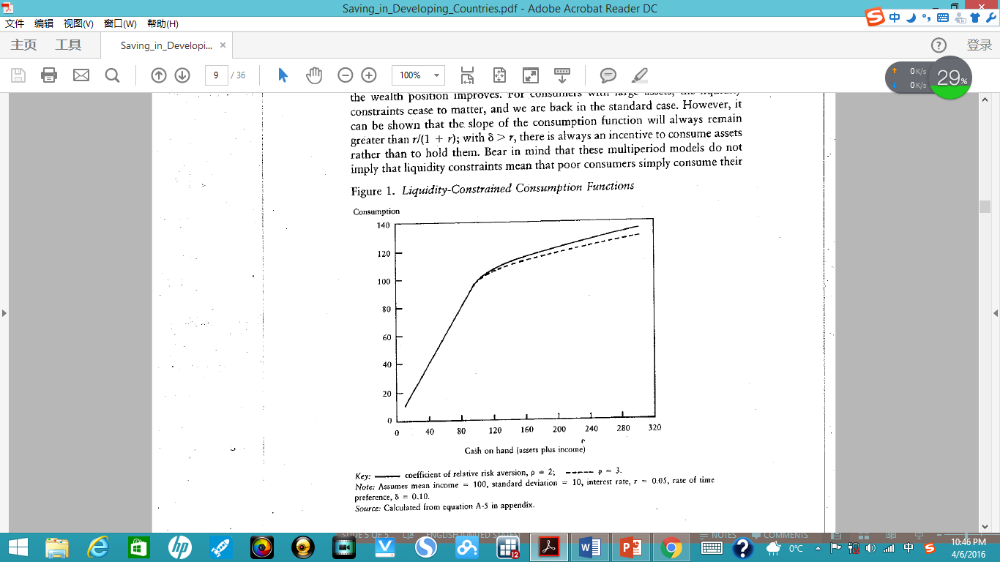 Saving_in_Developing_Countries.pdf - Adobe Acrobat Reader DC
文件 编辑 视图(V) 窗口(W) 帮助(H)
中
主页 工具 Saving_in_Developi... × 登录
9 / 36 100%
0K/s
0K/s
29%
the wealth position improves. For consumers with large assets, the liquidity
constraints cease to matter, and we are back in the standard case. However, it
can be shown that the slope of the consumption function will always remain
greater than r/(1 + r); with δ > r, there is always an incentive to consume assets
rather than to hold them. Bear in mind that these multiperiod models do not
imply that liquidity constraints mean that poor consumers simply consume their
Figure 1. Liquidity-Constrained Consumption Functions
Consumption
140
120
100
80
60
40
20
0
0 40 80 120 160 200 240 280 320
Cash on hand (assets plus income)
Key: coefficient of relative risk aversion, ρ = 2; ρ = 3.
Note: Assumes mean income = 100, standard deviation = 10, interest rate, r = 0.05, rate of time
preference, δ = 0.10.
Source: Calculated from equation A-5 in appendix.
SLIDE 5 OF 5 ENGLISH (UNITED STATES) NOTES COMMENTS
12
0°C
中
10:46 PM
4/6/2016